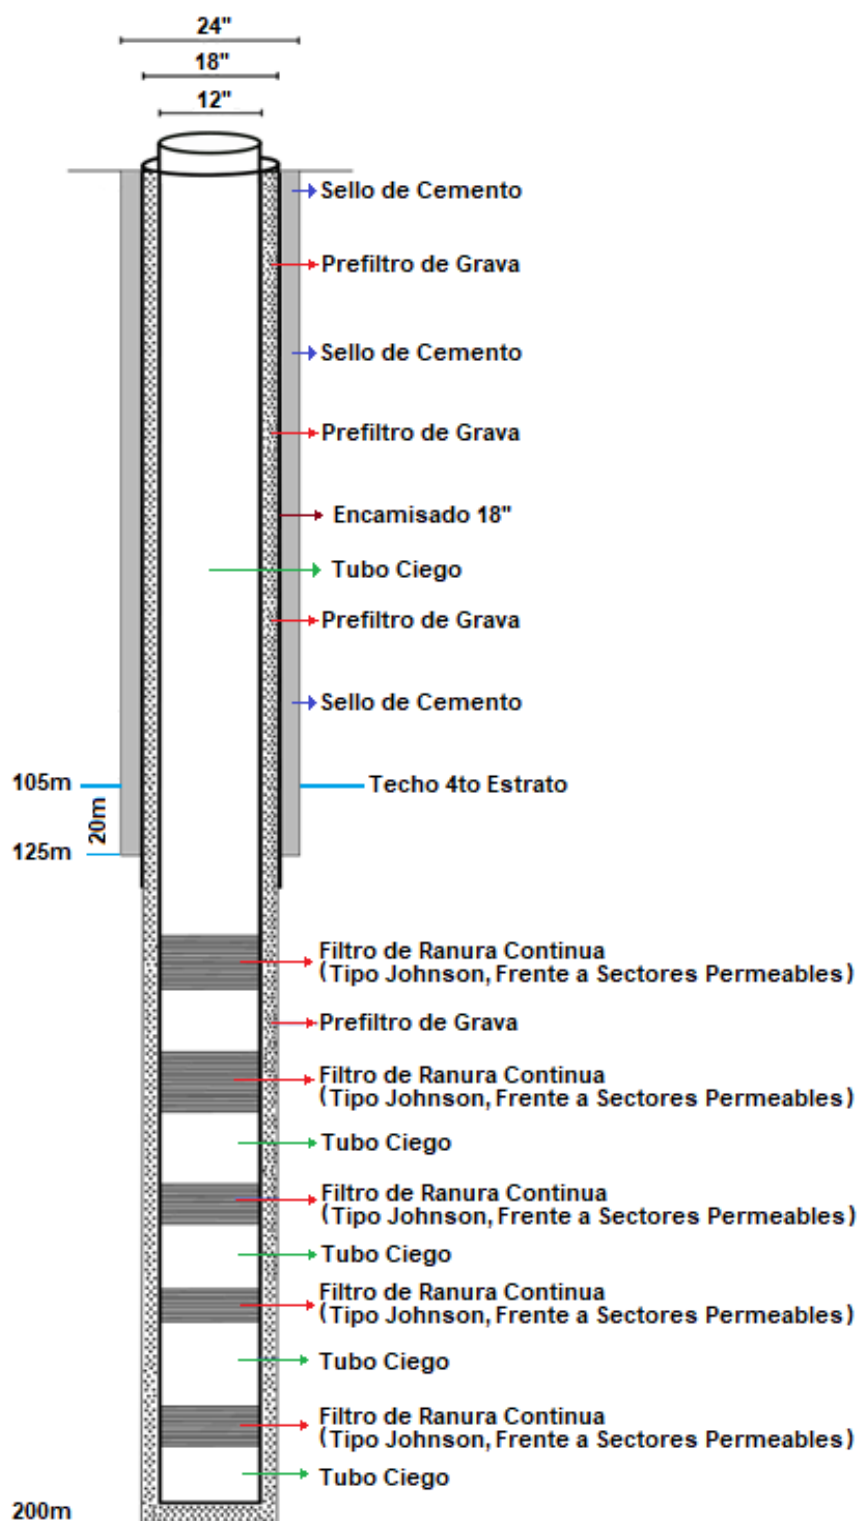 24"
18"
12"
Sello de Cemento
Prefiltro de Grava
Sello de Cemento
Prefiltro de Grava
Encamisado 18"
Tubo Ciego
Prefiltro de Grava
Sello de Cemento
105m
Techo 4to Estrato
20m
125m
Filtro de Ranura Continua
(Tipo Johnson, Frente a Sectores Permeables)
Prefiltro de Grava
Filtro de Ranura Continua
(Tipo Johnson, Frente a Sectores Permeables)
Tubo Ciego
Filtro de Ranura Continua
(Tipo Johnson, Frente a Sectores Permeables)
Tubo Ciego
Filtro de Ranura Continua
(Tipo Johnson, Frente a Sectores Permeables)
Tubo Ciego
Filtro de Ranura Continua
(Tipo Johnson, Frente a Sectores Permeables)
Tubo Ciego
200m